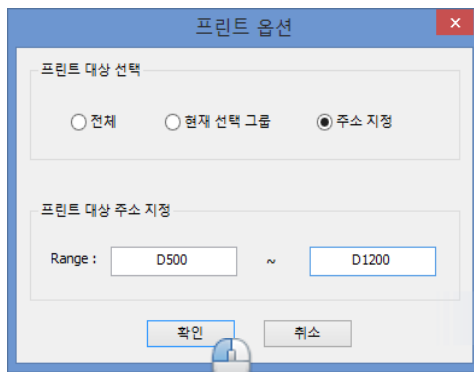 프린트 옵션
프린트 대상 선택
전체 현재 선택 그룹 주소 지정
프린트 대상 주소 지정
Range : D500 ~ D1200
확인 취소